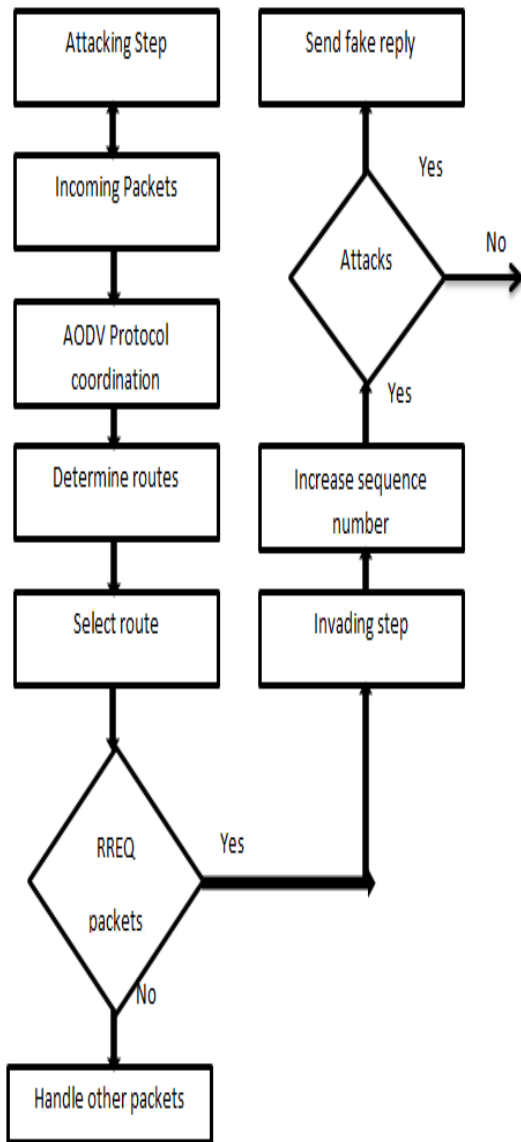 Attacking Step
Incoming Packets
AODV Protocol
coordination
Determine routes
Select route
RREQ
packets
Yes
No
Handle other packets
Invading step
Increase sequence
number
Yes
Attacks
Yes
No
Send fake reply